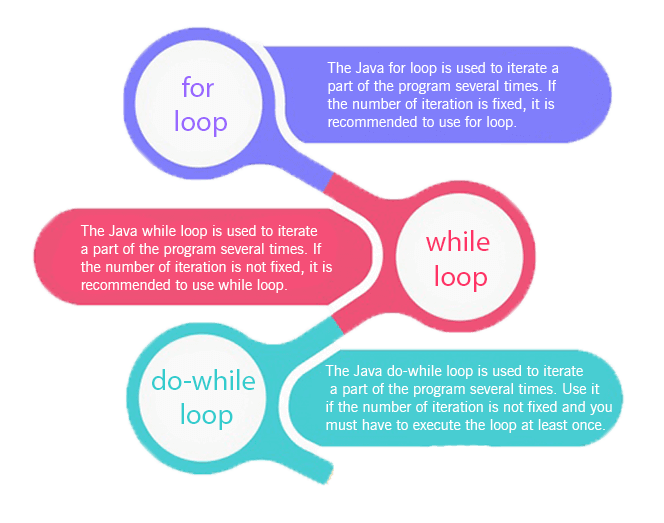 for
loop
The Java for loop is used to iterate a
part of the program several times. If
the number of iteration is fixed, it is
recommended to use for loop.
The Java while loop is used to iterate
a part of the program several times. If
the number of iteration is not fixed, it is
recommended to use while loop.
while
loop
do-while
loop
The Java do-while loop is used to iterate
a part of the program several times. Use it
if the number of iteration is not fixed and you
must have to execute the loop at least once.